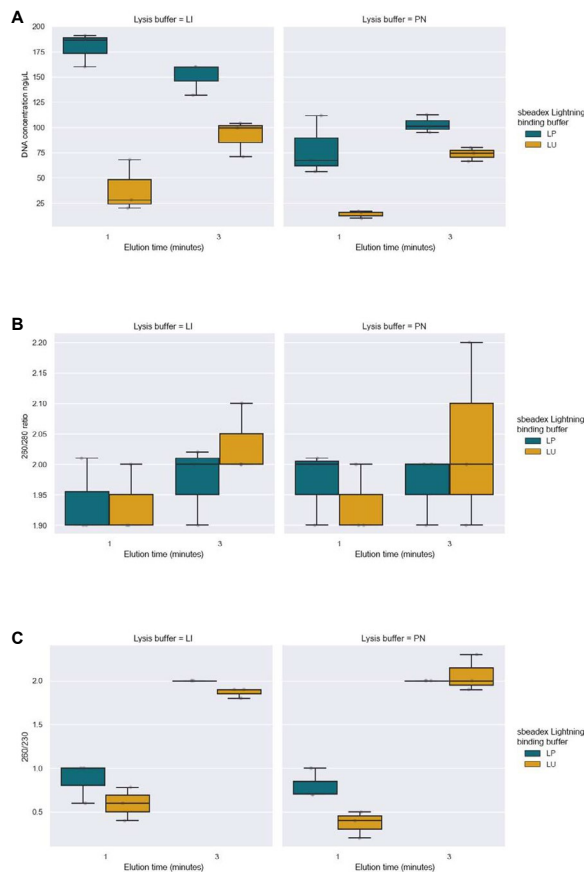 A
Lysis buffer = LI
Lysis buffer = PN
DNA concentration ng/µL
200
175
150
125
100
75
50
25
1
3
1
3
Elution time (minutes)
Elution time (minutes)
sbeadex Lightning
binding buffer
LP
LU
B
Lysis buffer = LI
Lysis buffer = PN
260/280 ratio
2.20
2.15
2.10
2.05
2.00
1.95
1.90
1
3
1
3
Elution time (minutes)
Elution time (minutes)
sbeadex Lightning
binding buffer
LP
LU
C
Lysis buffer = LI
Lysis buffer = PN
260/230
2.0
1.5
1.0
0.5
1
3
1
3
Elution time (minutes)
Elution time (minutes)
sbeadex Lightning
binding buffer
LP
LU